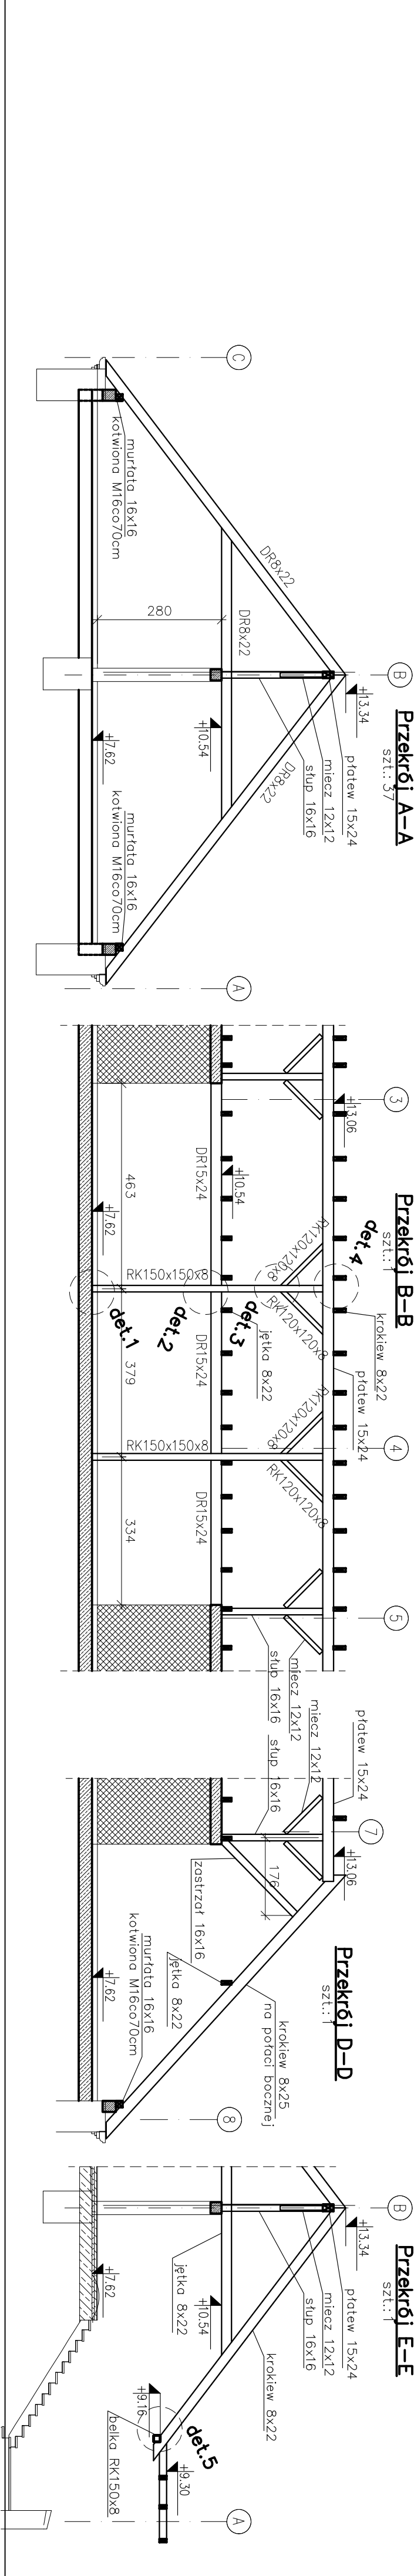 Przekrój A-A
szt.: 37
C
B
A
+13.34
płatew 15x24
miecz 12x12
słup 16x16
DR8x22
DR8x22
DR8x22
280
+10.54
+7.62
murłata 16x16
kotwiona M16co70cm
murłata 16x16
kotwiona M16co70cm
Przekrój B-B
szt.: 1
3
4
5
+13.06
det.4
krokiew 8x22
płatew 15x24
RK120x120x8
RK120x120x8
RK120x120x8
RK120x120x8
+10.54
det.3
jętka 8x22
DR15x24
DR15x24
DR15x24
det.2
RK150x150x8
RK150x150x8
det.1
463
379
334
+7.62
miecz 12x12
słup 16x16
Przekrój D-D
szt.: 1
7
8
płatew 15x24
+13.06
miecz 12x12
słup 16x16
176
zastrzał 16x16
krokiew 8x25
na połaci bocznej
jętka 8x22
murłata 16x16
kotwiona M16co70cm
+7.62
Przekrój E-E
szt.: 1
B
A
+13.34
płatew 15x24
miecz 12x12
słup 16x16
krokiew 8x22
jętka 8x22
+10.54
det.5
+9.30
+9.16
belka RK150x8
+7.62